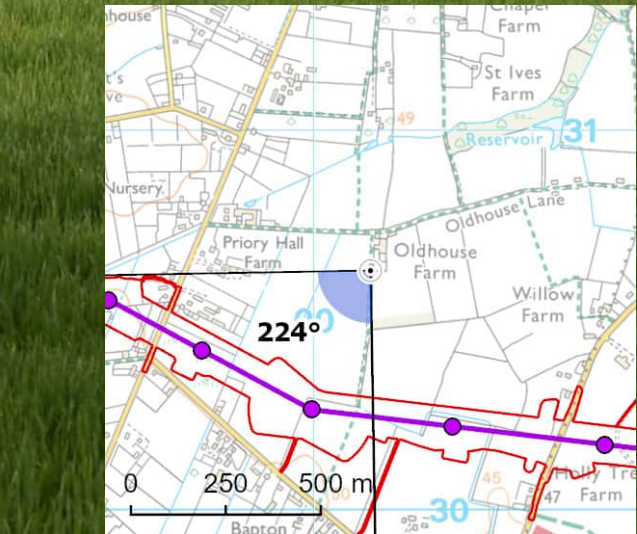 Chapel
Farm
St Ives
Farm
49
Reservoir
31
Nursery
Oldhouse Lane
Priory Hall
Farm
Oldhouse
Farm
Willow
Farm
224°
0 250 500 m
45
30
Holly Tre
Farm
47
Bapton